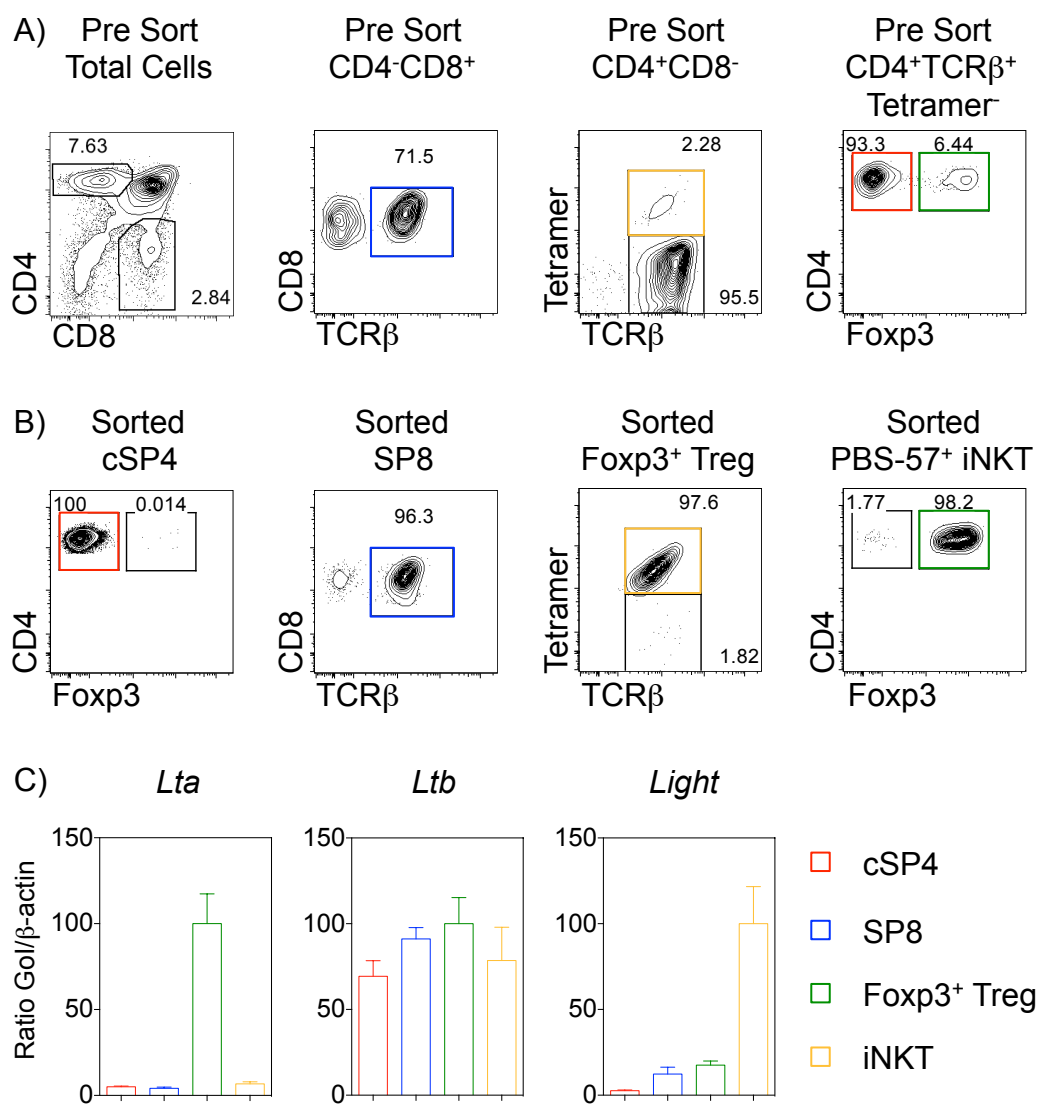 A)
Pre Sort
Total Cells
Pre Sort
CD4⁻CD8⁺
Pre Sort
CD4⁺CD8⁻
Pre Sort
CD4⁺TCRβ⁺
Tetramer⁻
7.63
2.84
CD4
CD8
71.5
CD8
TCRβ
2.28
95.5
Tetramer
TCRβ
93.3
6.44
CD4
Foxp3
B)
Sorted
cSP4
Sorted
SP8
Sorted
Foxp3⁺ Treg
Sorted
PBS-57⁺ iNKT
100
0.014
CD4
Foxp3
96.3
CD8
TCRβ
97.6
1.82
Tetramer
TCRβ
1.77
98.2
CD4
Foxp3
C)
Lta
Ltb
Light
Ratio GoI/β-actin
150
100
50
0
150
100
50
0
150
100
50
0
cSP4
SP8
Foxp3⁺ Treg
iNKT